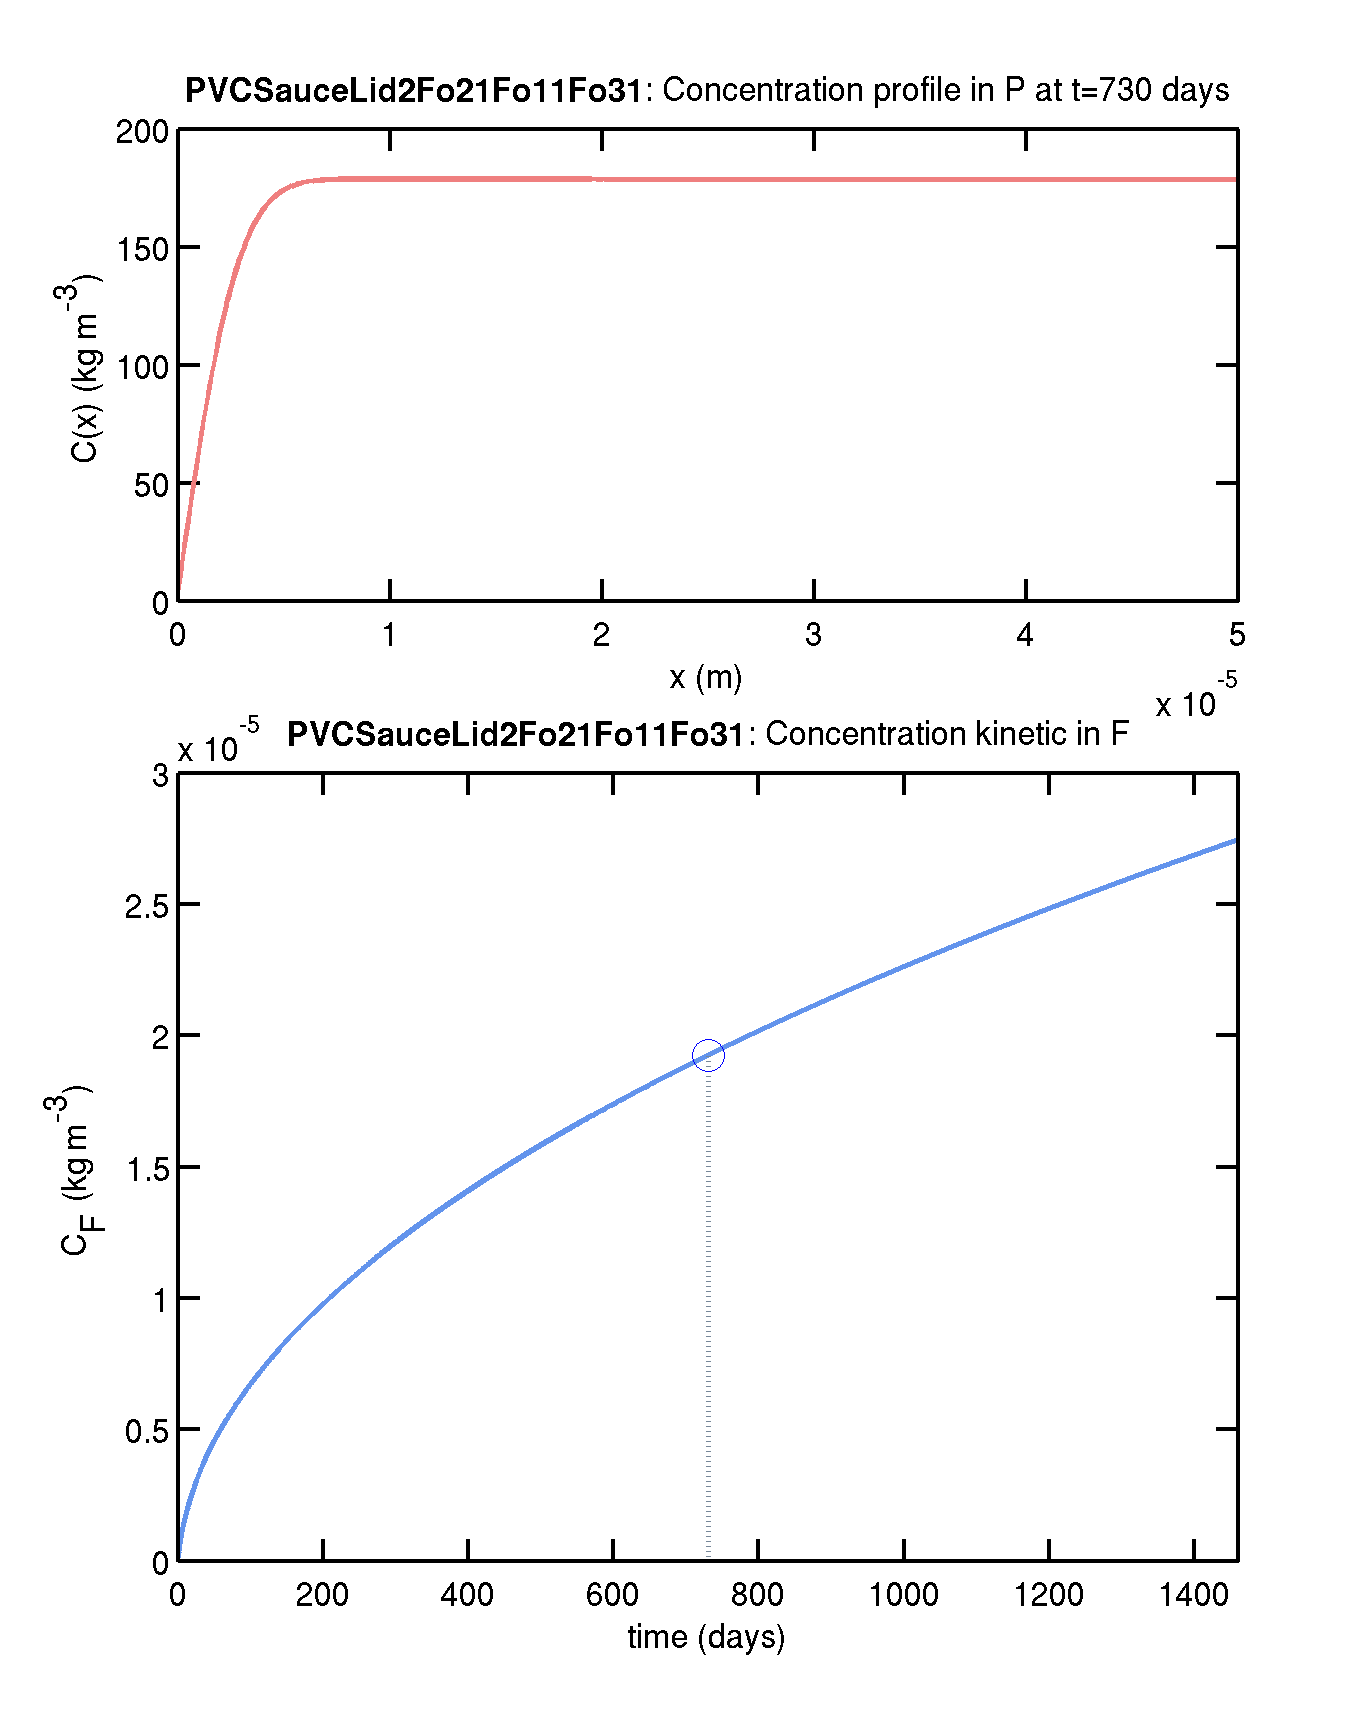 PVCSauceLid2Fo21Fo11Fo31: Concentration profile in P at t=730 days
200
150
100
50
0
C(x) (kg m-3)
0 1 2 3 4 5
x (m)
x 10-5
x 10-5
PVCSauceLid2Fo21Fo11Fo31: Concentration kinetic in F
3
2.5
2
1.5
1
0.5
0
CF (kg m-3)
0 200 400 600 800 1000 1200 1400
time (days)